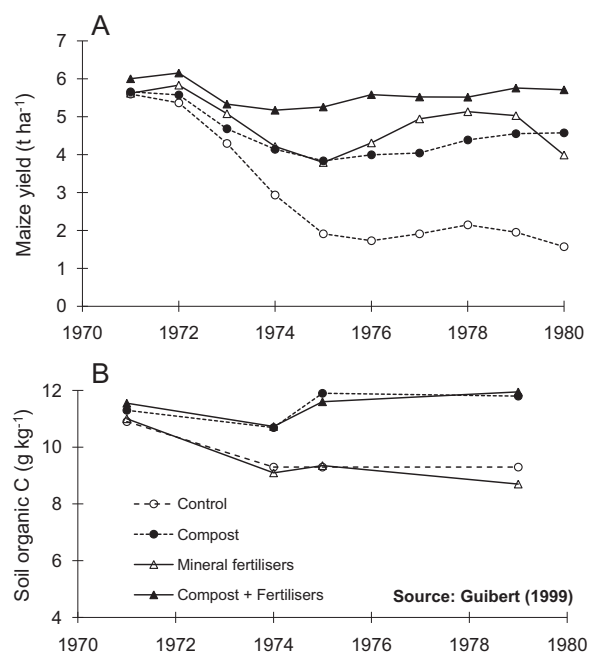 A
7
6
5
4
3
2
1
0
Maize yield (t ha-1)
1970 1972 1974 1976 1978 1980
B
12
10
8
6
4
Soil organic C (g kg-1)
Control
Compost
Mineral fertilisers
Compost + Fertilisers
Source: Guibert (1999)
1970 1972 1974 1976 1978 1980